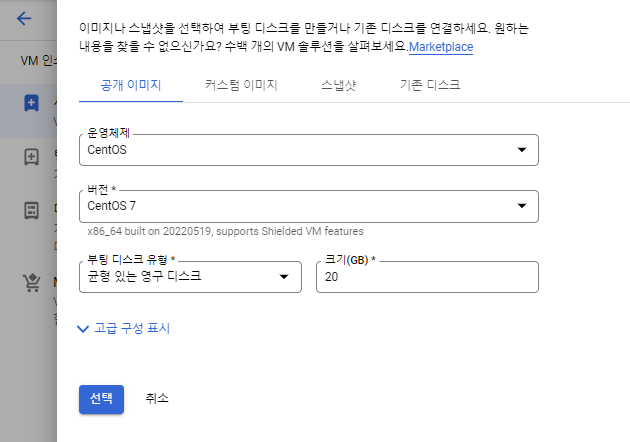 이미지나 스냅샷을 선택하여 부팅 디스크를 만들거나 기존 디스크를 연결하세요. 원하는
내용을 찾을 수 없으신가요? 수백 개의 VM 솔루션을 살펴보세요.Marketplace
VM 인
공개 이미지 커스텀 이미지 스냅샷 기존 디스크
운영체제
CentOS
버전 *
CentOS 7
x86_64 built on 20220519, supports Shielded VM features
부팅 디스크 유형 * 크기(GB) *
균형 있는 영구 디스크 20
고급 구성 표시
선택 취소